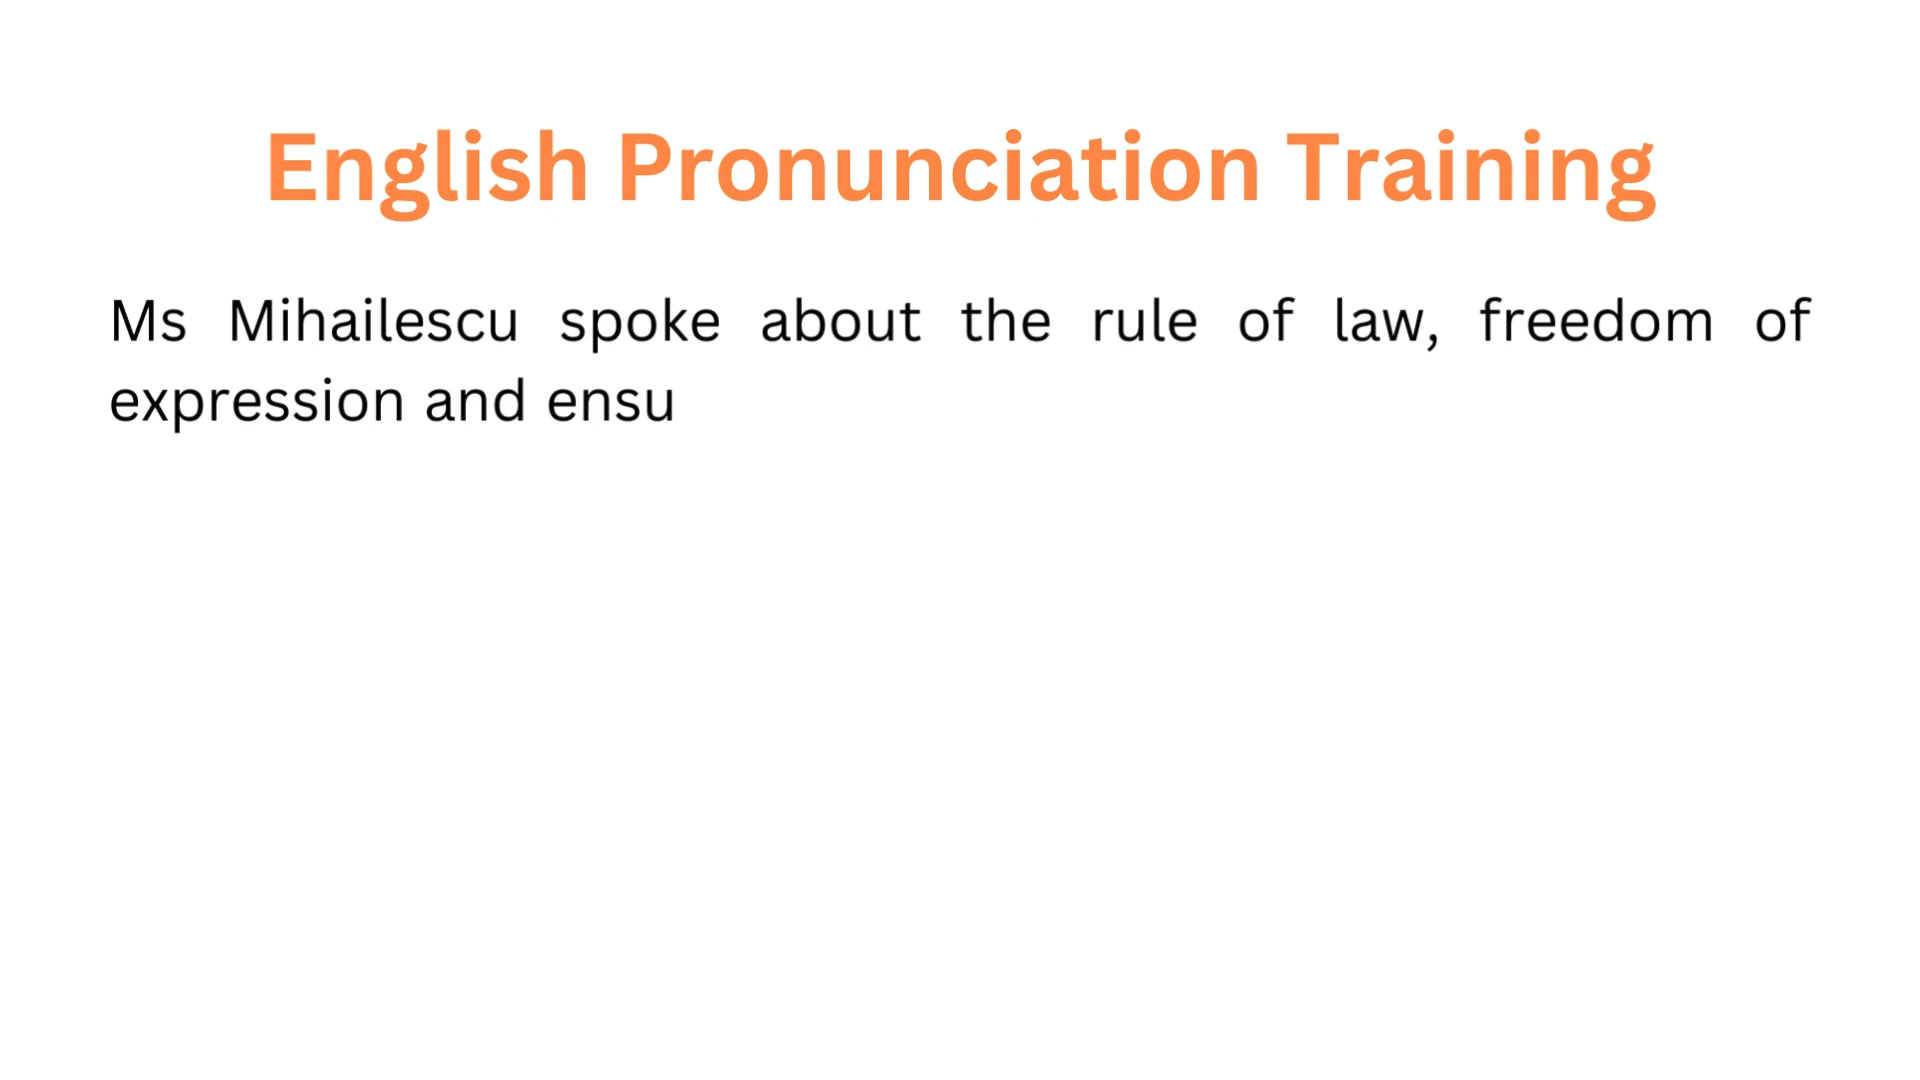 English Pronunciation Training
Ms Mihailescu spoke about the rule of law, freedom of
expression and ensu